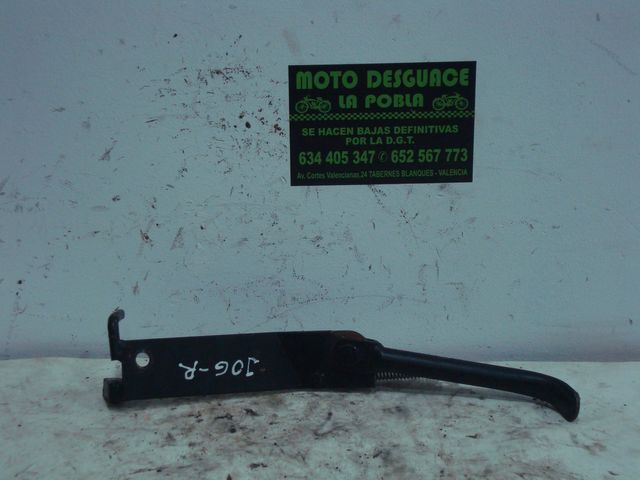 MOTO DESGUACE
LA POBLA
SE HACEN BAJAS DEFINITIVAS
POR LA D.G.T.
634 405 347 652 567 773
Av. Cortes Valencianas,24 TABERNES BLANQUES - VALENCIA
JOG-R